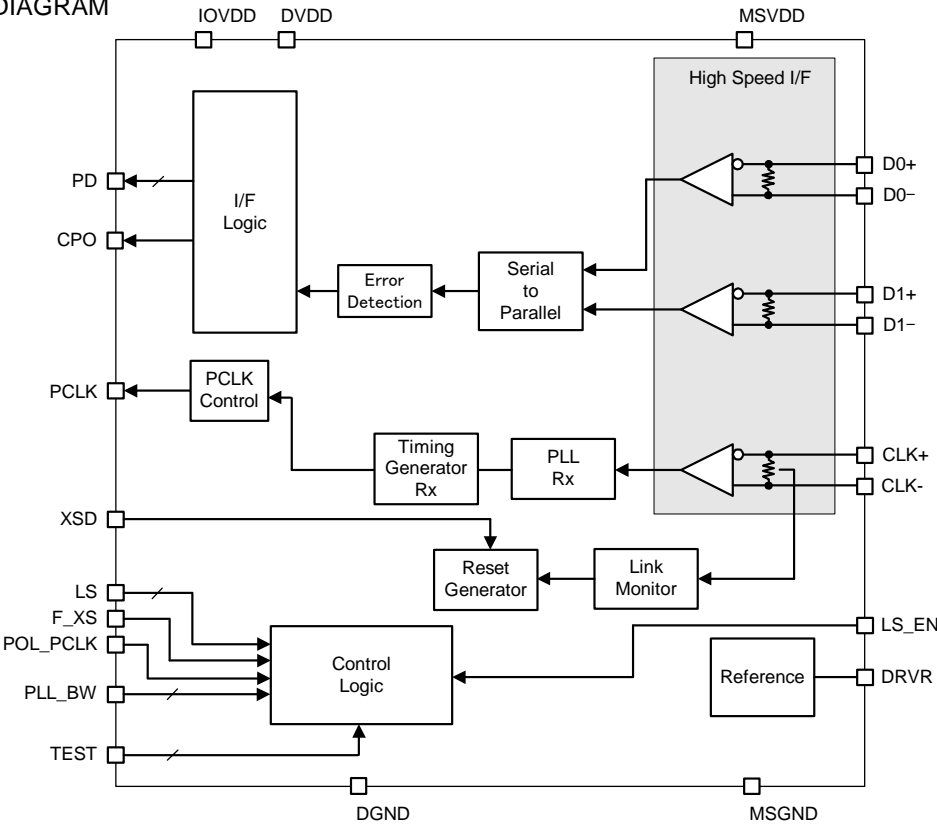 DIAGRAM
IOVDD
DVDD
MSVDD
High Speed I/F
PD
CPO
I/F
Logic
Error
Detection
Serial
to
Parallel
D0+
D0−
D1+
D1−
PCLK
PCLK
Control
Timing
Generator
Rx
PLL
Rx
CLK+
CLK-
XSD
Reset
Generator
Link
Monitor
LS
F_XS
POL_PCLK
PLL_BW
TEST
Control
Logic
LS_EN
Reference
DRVR
DGND
MSGND